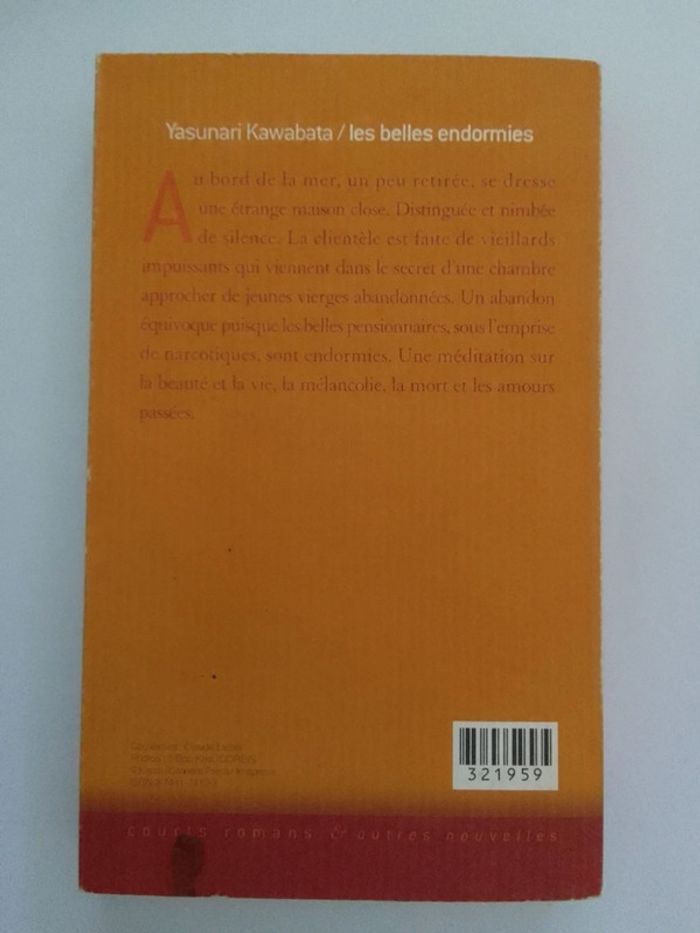 Yasunari Kawabata / les belles endormies
Au bord de la mer, un peu retirée, se dresse
une étrange maison close. Distinguée et nimbée
de silence. La clientèle est faite de vieillards
impuissants qui viennent dans le secret d'une chambre
approcher de jeunes vierges abandonnées. Un abandon
équivoque puisque les belles pensionnaires, sous l'emprise
de narcotiques, sont endormies. Une méditation sur
la beauté et la vie, la mélancolie, la mort et les amours
passées.
Claude
Photos
ISBN
321959
courts romans & autres nouvelles